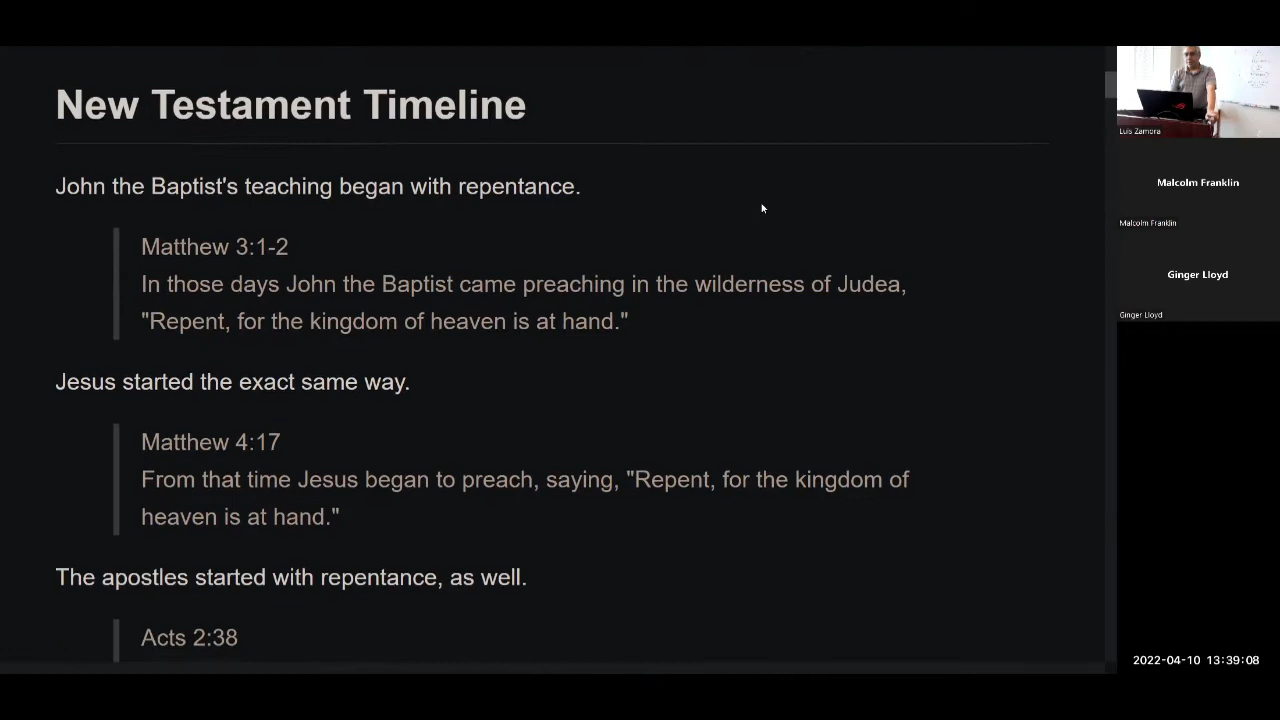 New Testament Timeline
John the Baptist's teaching began with repentance.
Matthew 3:1-2
In those days John the Baptist came preaching in the wilderness of Judea,
"Repent, for the kingdom of heaven is at hand."
Jesus started the exact same way.
Matthew 4:17
From that time Jesus began to preach, saying, "Repent, for the kingdom of
heaven is at hand."
The apostles started with repentance, as well.
Acts 2:38
Luis Zamora
Malcolm Franklin
Malcolm Franklin
Ginger Lloyd
Ginger Lloyd
2022-04-10 13:39:08